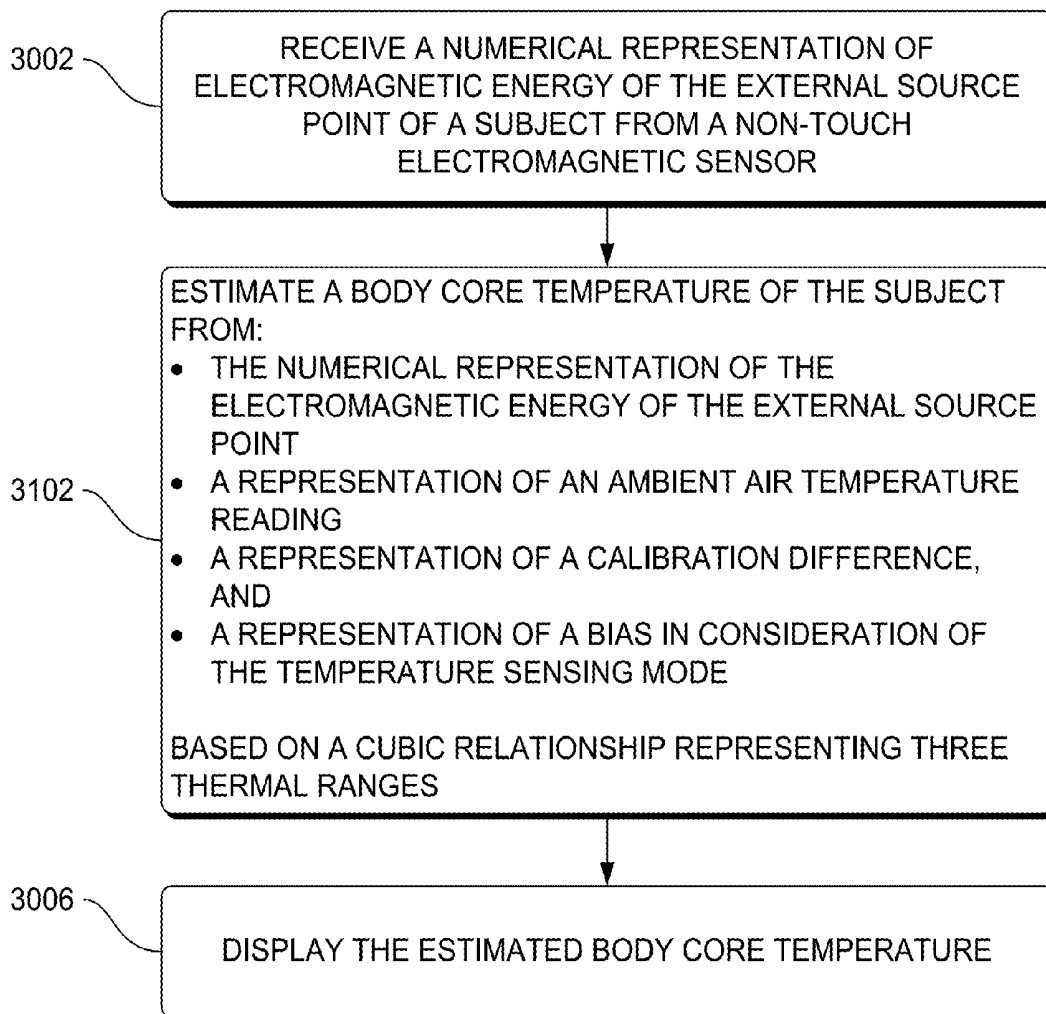 3002
RECEIVE A NUMERICAL REPRESENTATION OF
ELECTROMAGNETIC ENERGY OF THE EXTERNAL SOURCE
POINT OF A SUBJECT FROM A NON-TOUCH
ELECTROMAGNETIC SENSOR
3102
ESTIMATE A BODY CORE TEMPERATURE OF THE SUBJECT
FROM:
• THE NUMERICAL REPRESENTATION OF THE
ELECTROMAGNETIC ENERGY OF THE EXTERNAL SOURCE
POINT
• A REPRESENTATION OF AN AMBIENT AIR TEMPERATURE
READING
• A REPRESENTATION OF A CALIBRATION DIFFERENCE,
AND
• A REPRESENTATION OF A BIAS IN CONSIDERATION OF
THE TEMPERATURE SENSING MODE
BASED ON A CUBIC RELATIONSHIP REPRESENTING THREE
THERMAL RANGES
3006
DISPLAY THE ESTIMATED BODY CORE TEMPERATURE